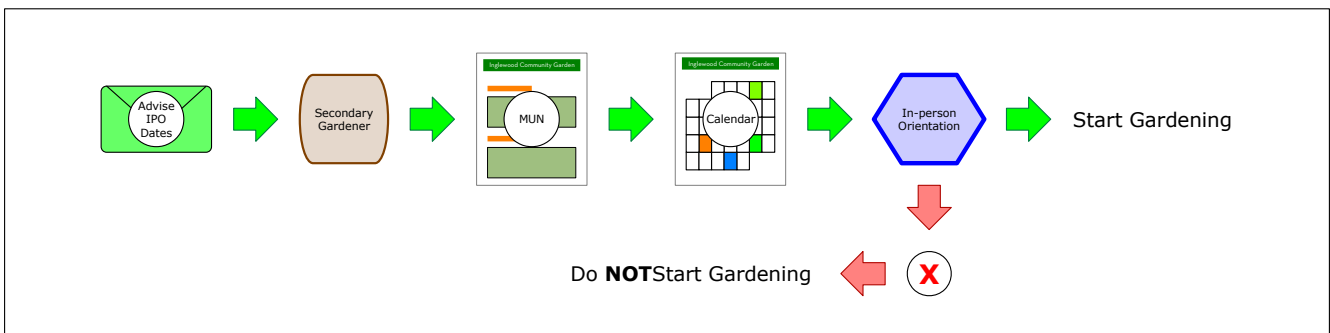 Advise
IPO
Dates
Secondary
Gardener
Inglewood Community Garden
MUN
Inglewood Community Garden
Calendar
In-person
Orientation
Start Gardening
Do NOTStart Gardening
X